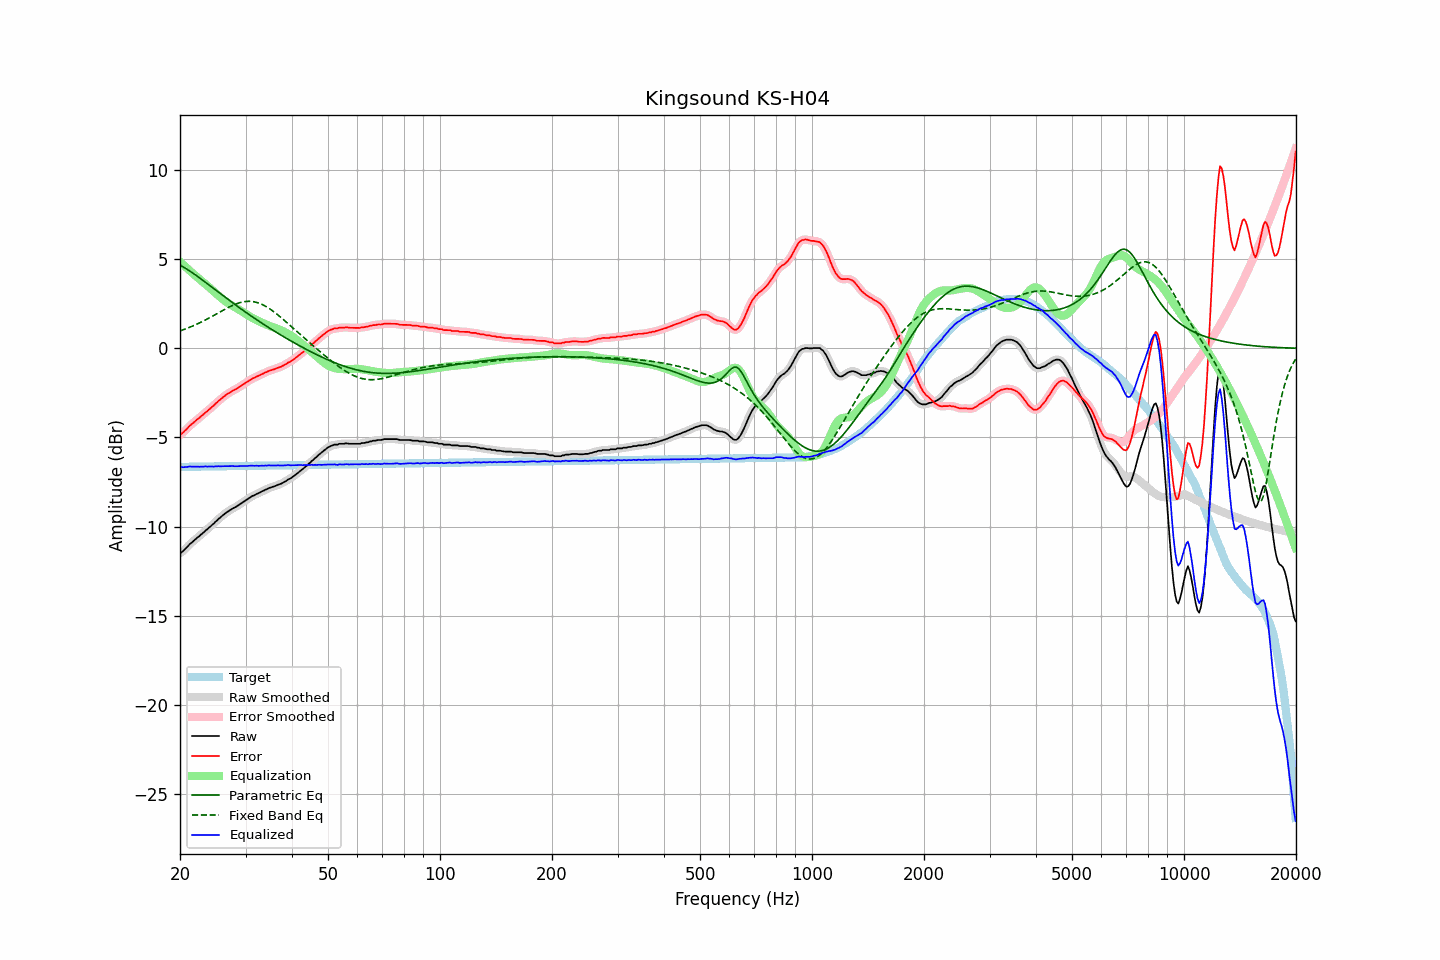 Kingsound KS-H04
Amplitude (dBr)
10
5
0
−5
−10
−15
−20
−25
Target
Raw Smoothed
Error Smoothed
Raw
Error
Equalization
Parametric Eq
Fixed Band Eq
Equalized
20 50 100 200 500 1000 2000 5000 10000 20000
Frequency (Hz)